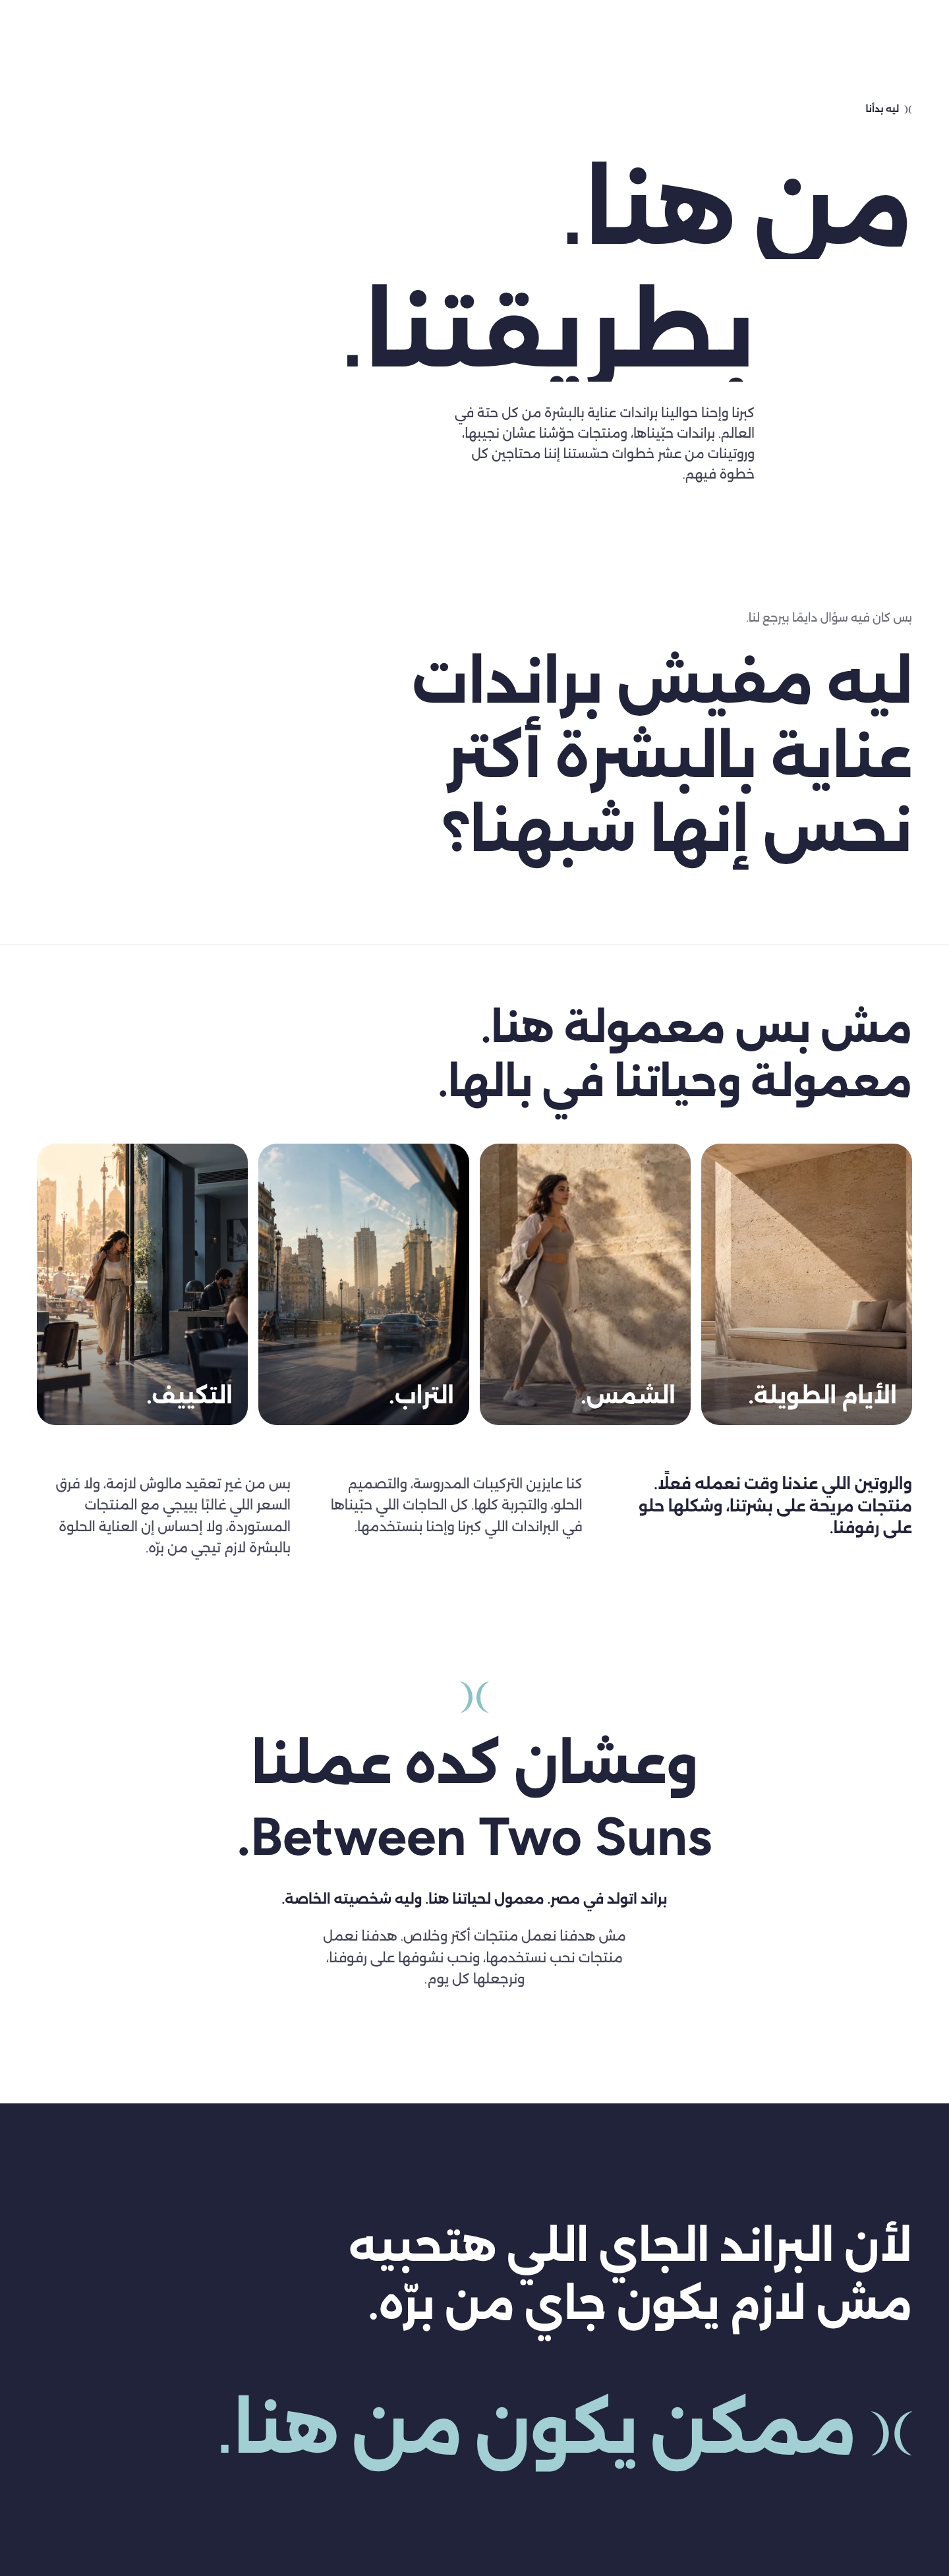 ليه بدأنا
من هنا.
بطريقتنا.
كبرنا وإحنا حوالينا براندات عناية بالبشرة من كل حتة في
العالم. براندات حبّيناها، ومنتجات حوّشنا عشان نجيبها،
وروتينات من عشر خطوات حسّستنا إننا محتاجين كل
خطوة فيهم.
بس كان فيه سؤال دايمًا بيرجع لنا.
ليه مفيش براندات
عناية بالبشرة أكتر
نحس إنها شبهنا؟
مش بس معمولة هنا.
معمولة وحياتنا في بالها.
الأيام الطويلة.
الشمس.
التراب.
التكييف.
والروتين اللي عندنا وقت نعمله فعلًا.
منتجات مريحة على بشرتنا، وشكلها حلو
على رفوفنا.
كنا عايزين التركيبات المدروسة، والتصميم
الحلو، والتجربة كلها. كل الحاجات اللي حبّيناها
في البراندات اللي كبرنا وإحنا بنستخدمها.
بس من غير تعقيد مالوش لازمة، ولا فرق
السعر اللي غالبًا بييجي مع المنتجات
المستوردة، ولا إحساس إن العناية الحلوة
بالبشرة لازم تيجي من برّه.
وعشان كده عملنا
Between Two Suns.
براند اتولد في مصر. معمول لحياتنا هنا. وليه شخصيته الخاصة.
مش هدفنا نعمل منتجات أكتر وخلاص. هدفنا نعمل
منتجات نحب نستخدمها، ونحب نشوفها على رفوفنا،
ونرجعلها كل يوم.
لأن البراند الجاي اللي هتحبيه
مش لازم يكون جاي من برّه.
ممكن يكون من هنا.